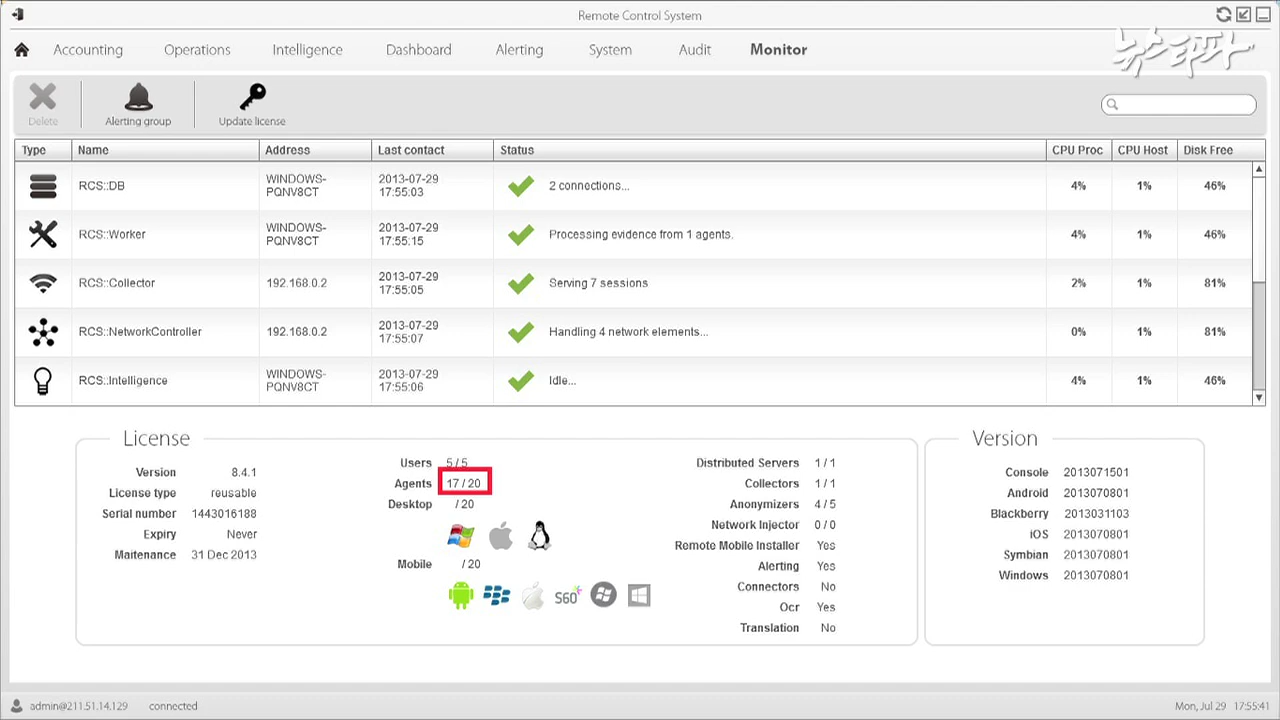 Remote Control System
Accounting Operations Intelligence Dashboard Alerting System Audit Monitor
뉴스타파
Delete Alerting group Update license
Type Name Address Last contact Status CPU Proc CPU Host Disk Free
RCS::DB WINDOWS-PQNV8CT 2013-07-29 17:55:03 2 connections... 4% 1% 46%
RCS::Worker WINDOWS-PQNV8CT 2013-07-29 17:55:15 Processing evidence from 1 agents. 4% 1% 46%
RCS::Collector 192.168.0.2 2013-07-29 17:55:05 Serving 7 sessions 2% 1% 81%
RCS::NetworkController 192.168.0.2 2013-07-29 17:55:07 Handling 4 network elements... 0% 1% 81%
RCS::Intelligence WINDOWS-PQNV8CT 2013-07-29 17:55:06 Idle... 4% 1% 46%
License
Version 8.4.1
License type reusable
Serial number 1443016188
Expiry Never
Maitenance 31 Dec 2013
Users 5 / 5
Agents 17 / 20
Desktop / 20
Mobile / 20
S60
Distributed Servers 1 / 1
Collectors 1 / 1
Anonymizers 4 / 5
Network Injector 0 / 0
Remote Mobile Installer Yes
Alerting Yes
Connectors No
Ocr Yes
Translation No
Version
Console 2013071501
Android 2013070801
Blackberry 2013031103
iOS 2013070801
Symbian 2013070801
Windows 2013070801
admin@211.51.14.129 connected Mon, Jul 29 17:55:41